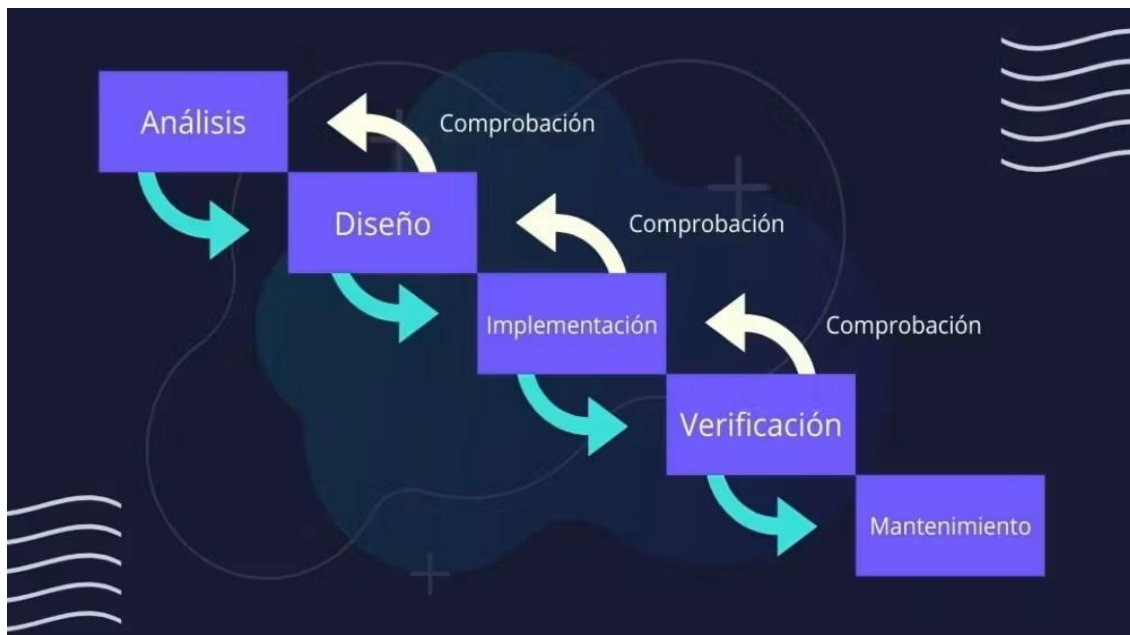 Análisis
Comprobación
Diseño
Comprobación
Implementación
Comprobación
Verificación
Mantenimiento